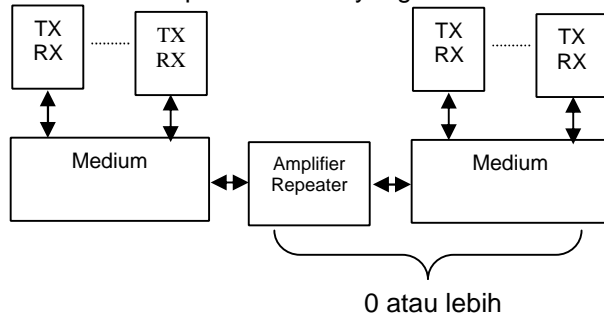 TX
RX
TX
RX
TX
RX
TX
RX
Medium
Amplifier
Repeater
Medium
0 atau lebih